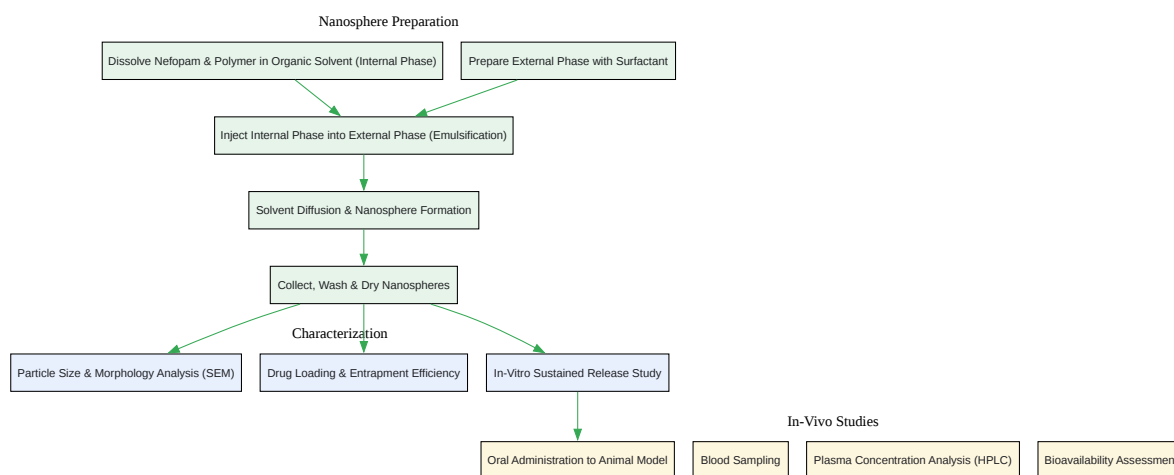 Nanosphere Preparation
Dissolve Nefopam & Polymer in Organic Solvent (Internal Phase)
Prepare External Phase with Surfactant
Inject Internal Phase into External Phase (Emulsification)
Solvent Diffusion & Nanosphere Formation
Collect, Wash & Dry Nanospheres
Characterization
Particle Size & Morphology Analysis (SEM)
Drug Loading & Entrapment Efficiency
In-Vitro Sustained Release Study
In-Vivo Studies
Oral Administration to Animal Model
Blood Sampling
Plasma Concentration Analysis (HPLC)
Bioavailability Assessment